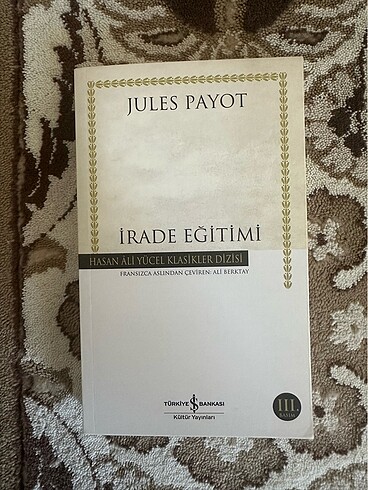 JULES PAYOT
İRADE EĞİTİMİ
HASAN ÂLİ YÜCEL KLASİKLER DİZİSİ
FRANSIZCA ASLINDAN ÇEVİREN: ALİ BERKTAY
TÜRKİYE İŞ BANKASI
Kültür Yayınları
III.
BASIM